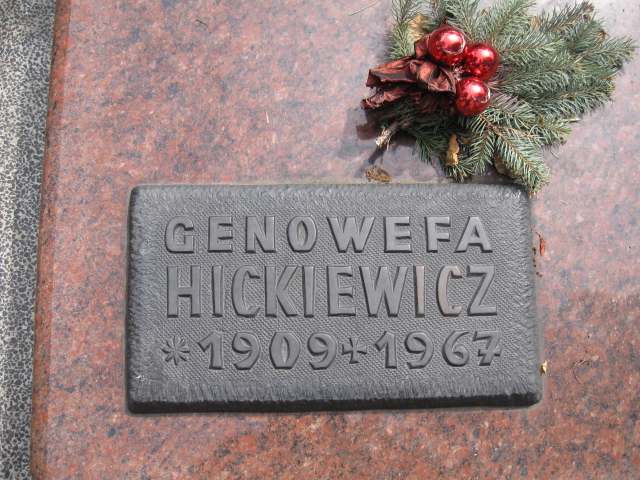 GENOWEFA
HICKIEWICZ
* 1909 + 1967